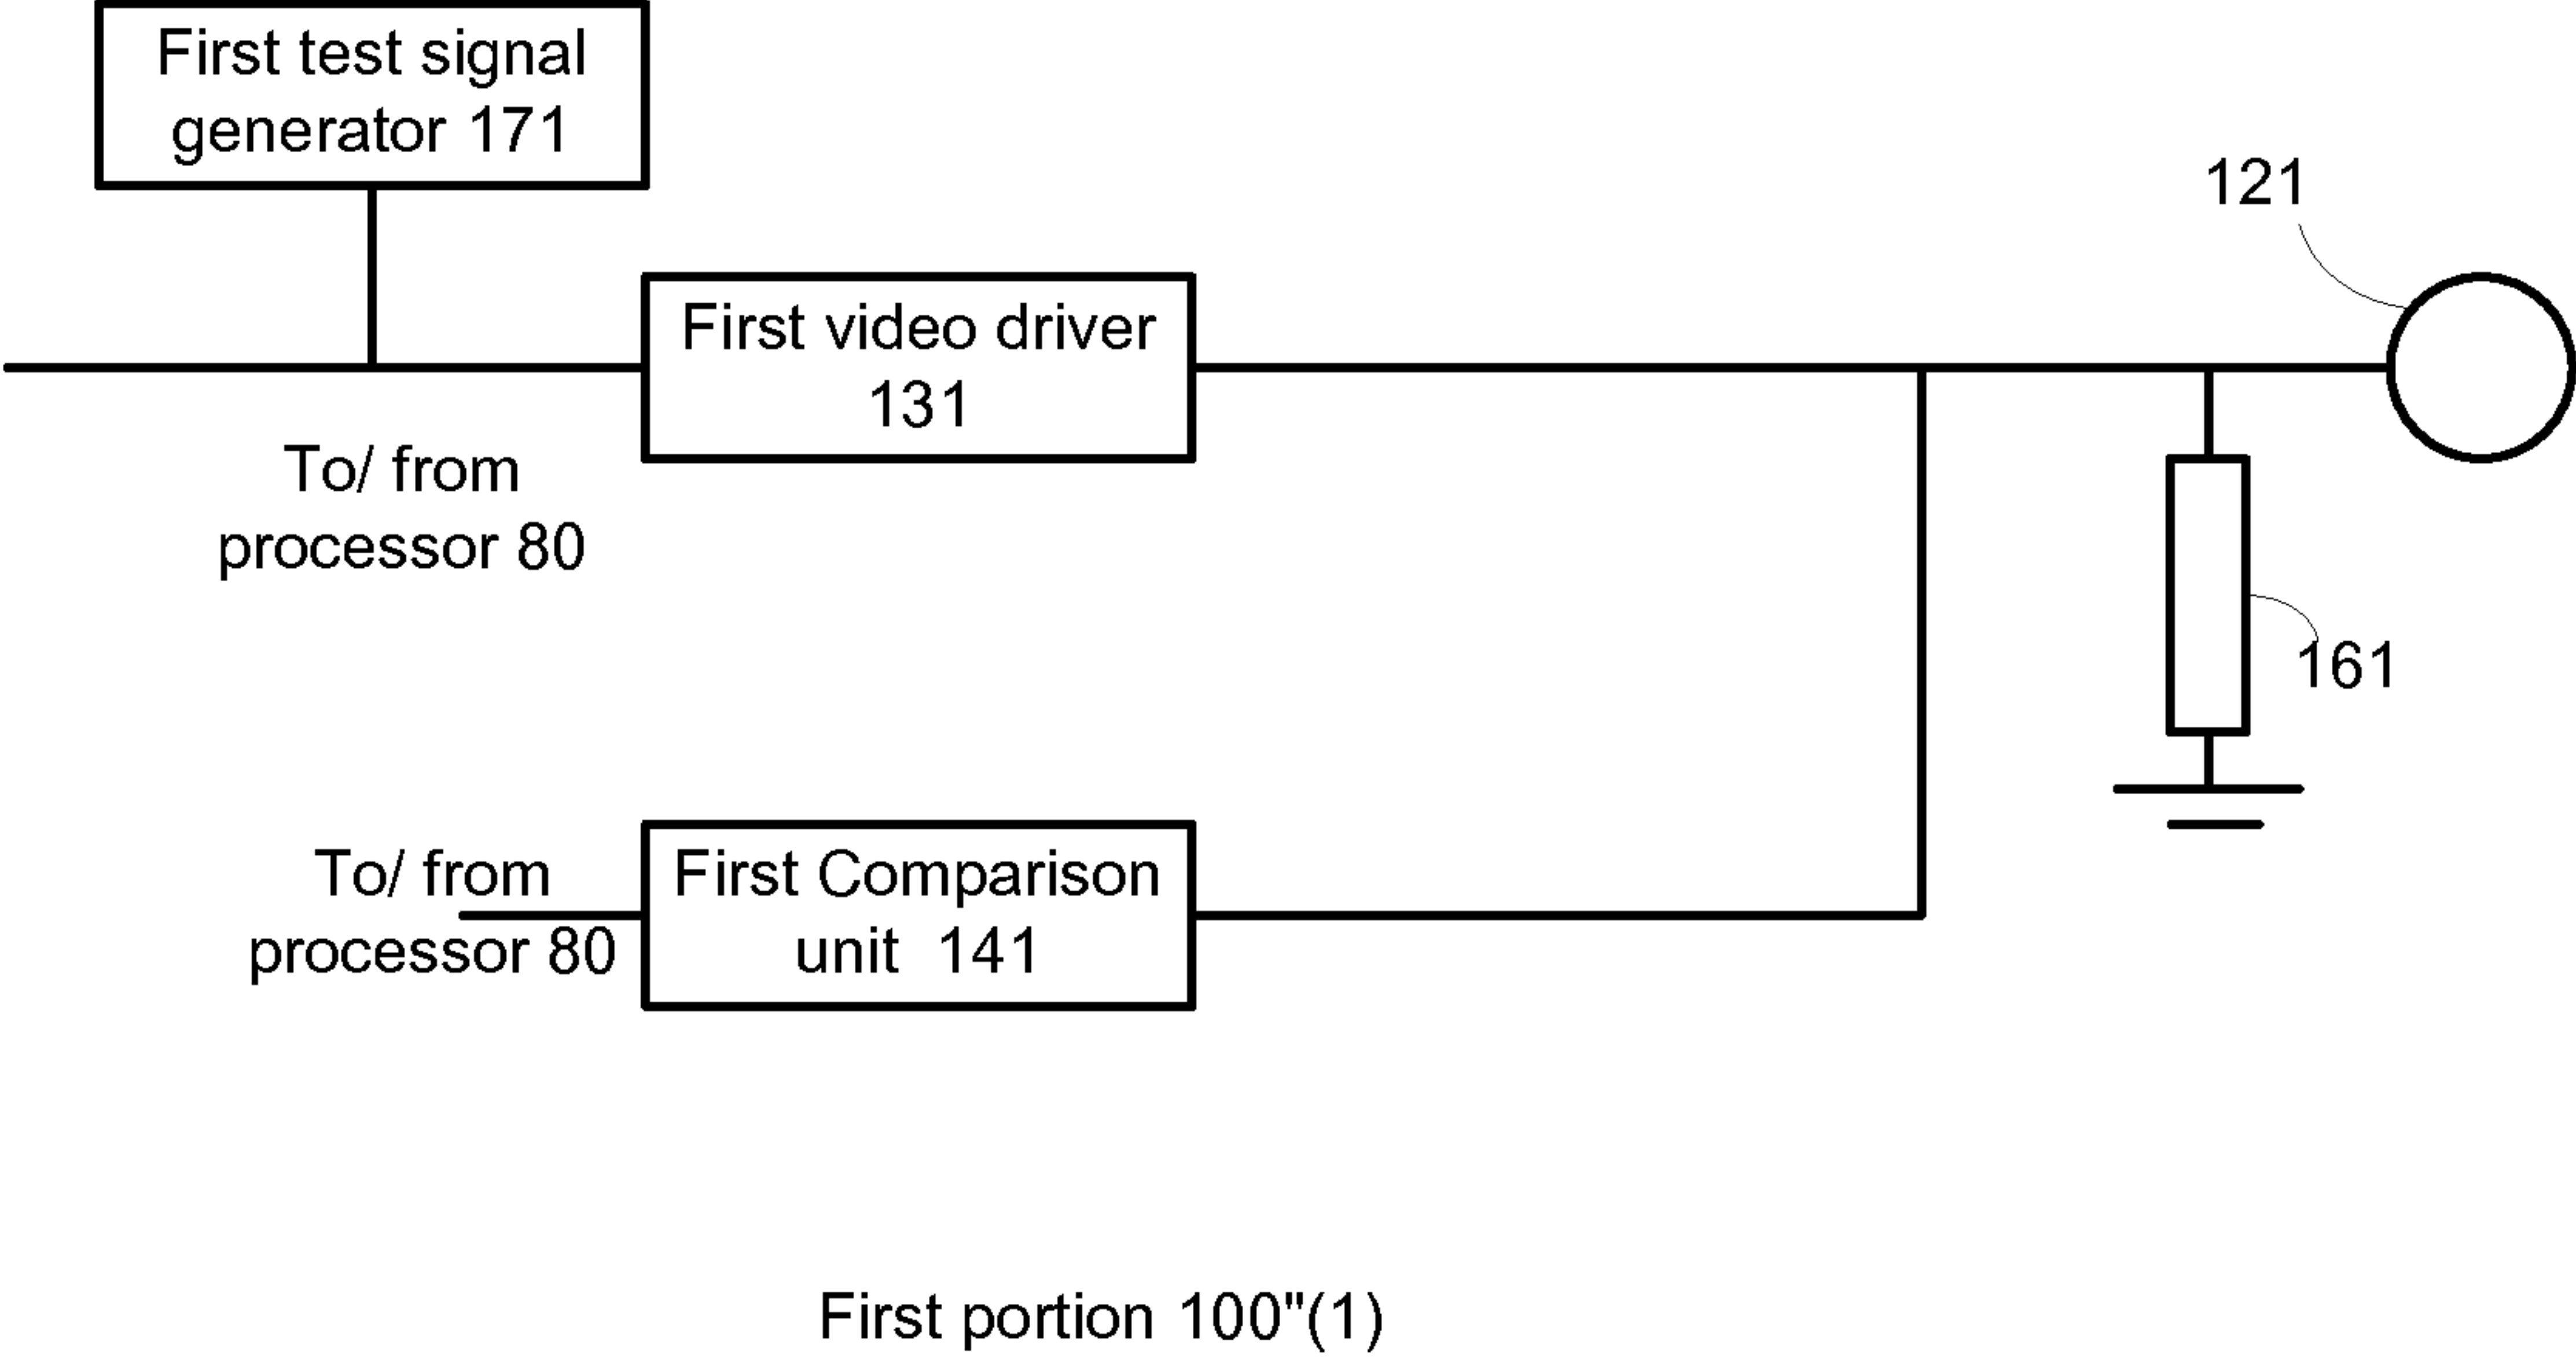 First test signal
generator 171
121
First video driver
131
To/ from
processor 80
161
To/ from
processor 80
First Comparison
unit  141
First portion 100"(1)